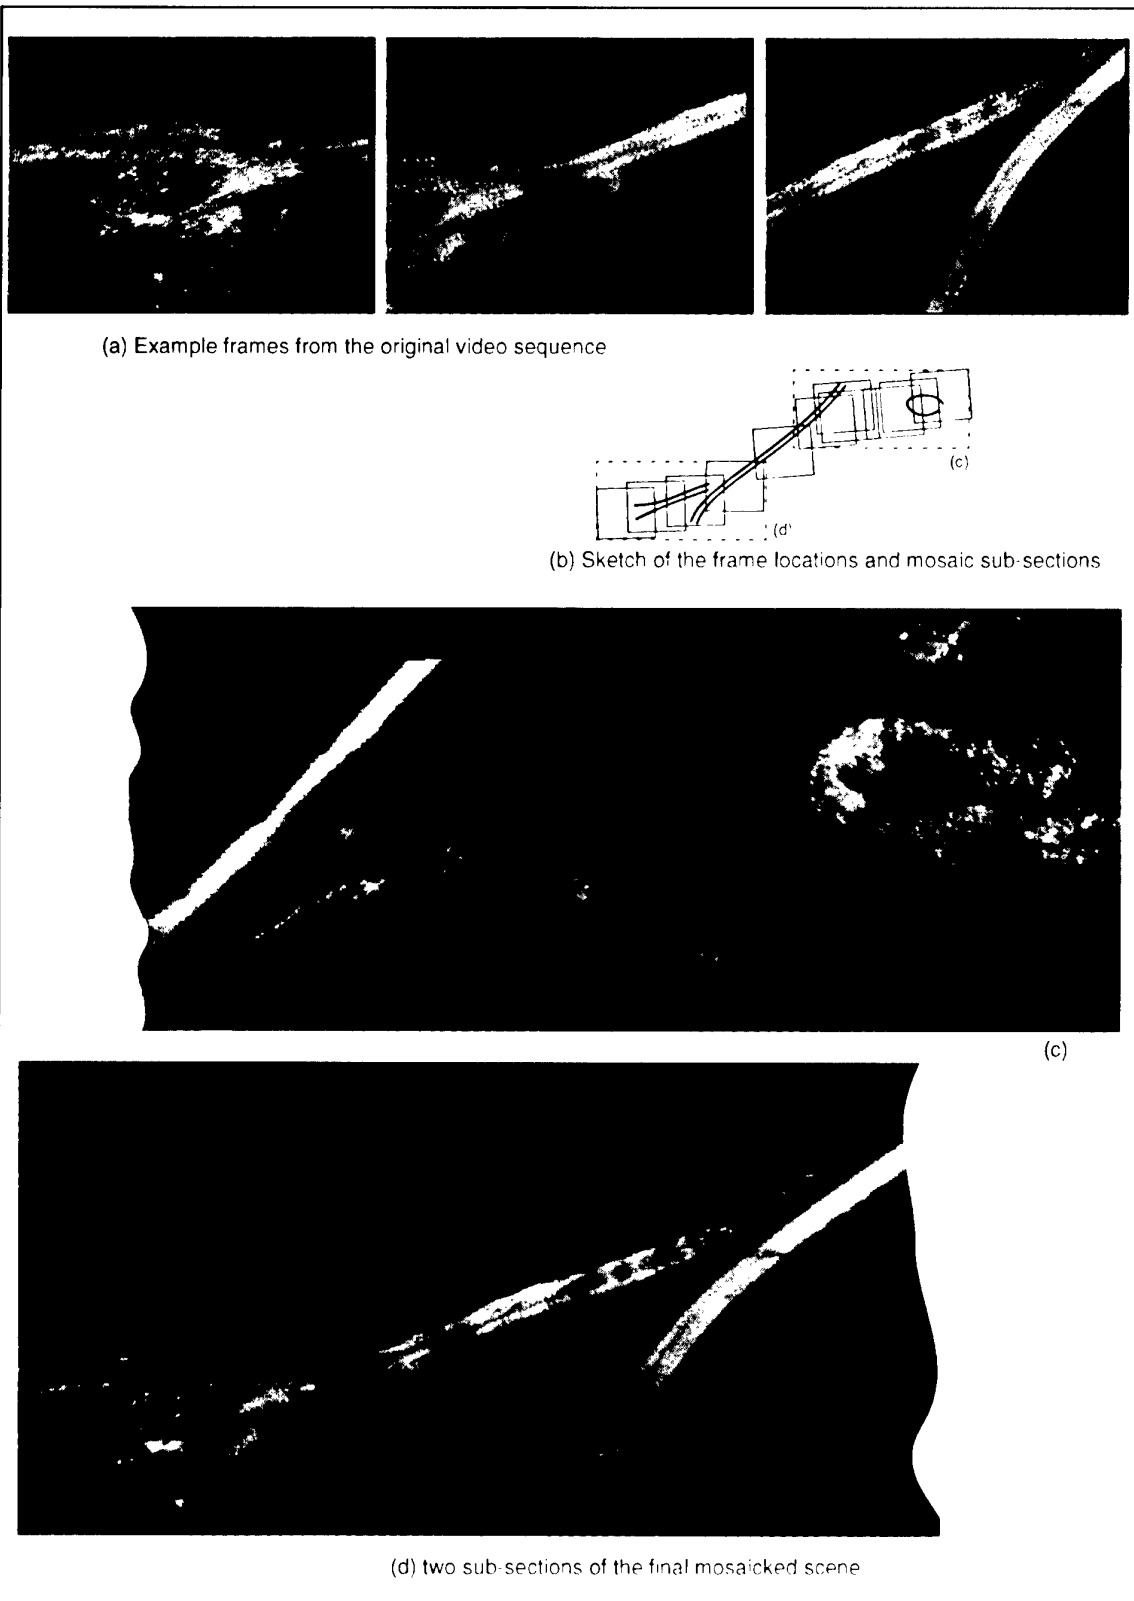 (a) Example frames from the original video sequence
(c)
(d)
(b) Sketch of the frame locations and mosaic sub-sections
(c)
(d) two sub-sections of the final mosaicked scene